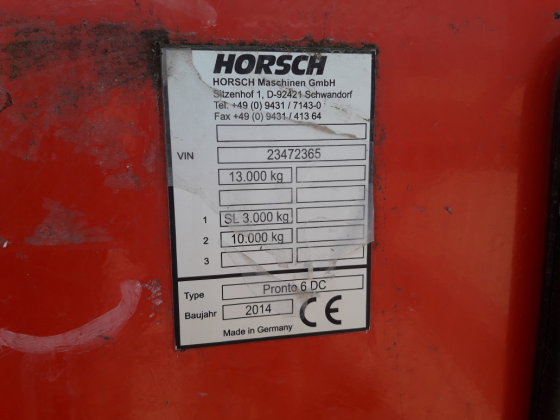 HORSCH
HORSCH Maschinen GmbH
Sitzenhof 1, D-92421 Schwandorf
Tel: +49 (0) 9431 / 7143-0
Fax +49 (0) 9431 / 413 64
VIN 23472365
13.000 kg
1 SL 3.000 kg
2 10.000 kg
3
Type Pronto 6 DC
Baujahr 2014 CE
Made in Germany